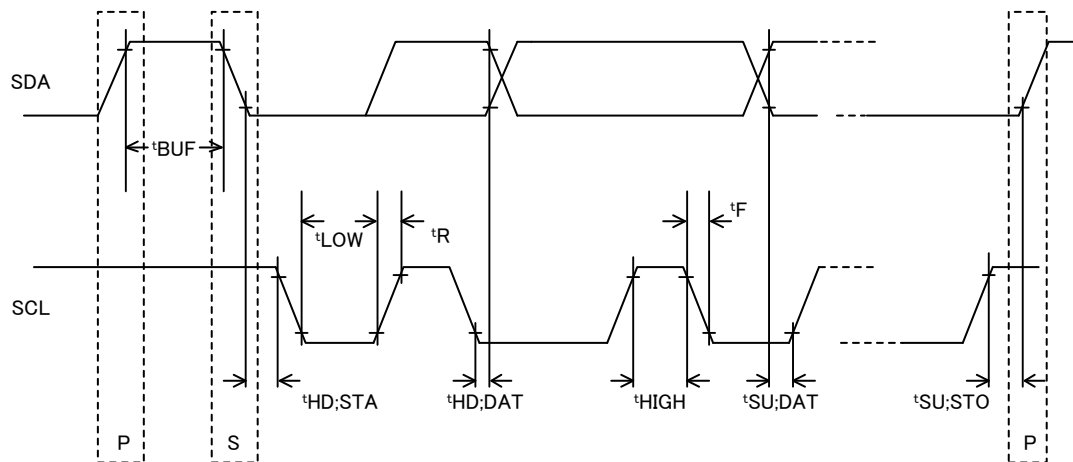 SDA
tBUF
tLOW
tR
tF
SCL
tHD;STA
tHD;DAT
tHIGH
tSU;DAT
tSU;STO
P
S
P